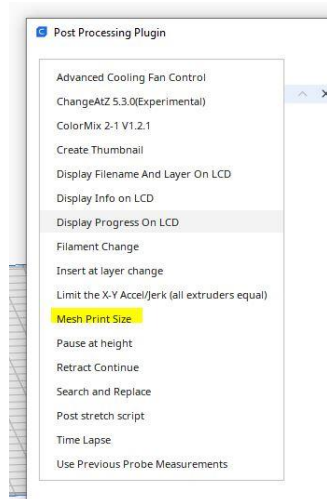 Post Processing Plugin
Advanced Cooling Fan Control
ChangeAtZ 5.3.0(Experimental)
ColorMix 2-1 V1.2.1
Create Thumbnail
Display Filename And Layer On LCD
Display Info on LCD
Display Progress On LCD
Filament Change
Insert at layer change
Limit the X-Y Accel/Jerk (all extruders equal)
Mesh Print Size
Pause at height
Retract Continue
Search and Replace
Post stretch script
Time Lapse
Use Previous Probe Measurements